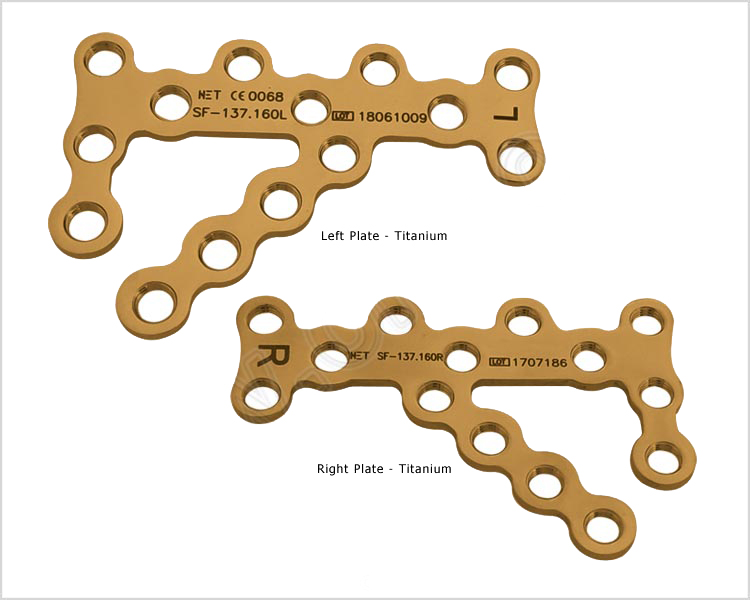 NET CE 0068
SF-137.160L
LOT 18061009
L
Left Plate - Titanium
R
NET SF-137.160R
LOT 1707186
Right Plate - Titanium